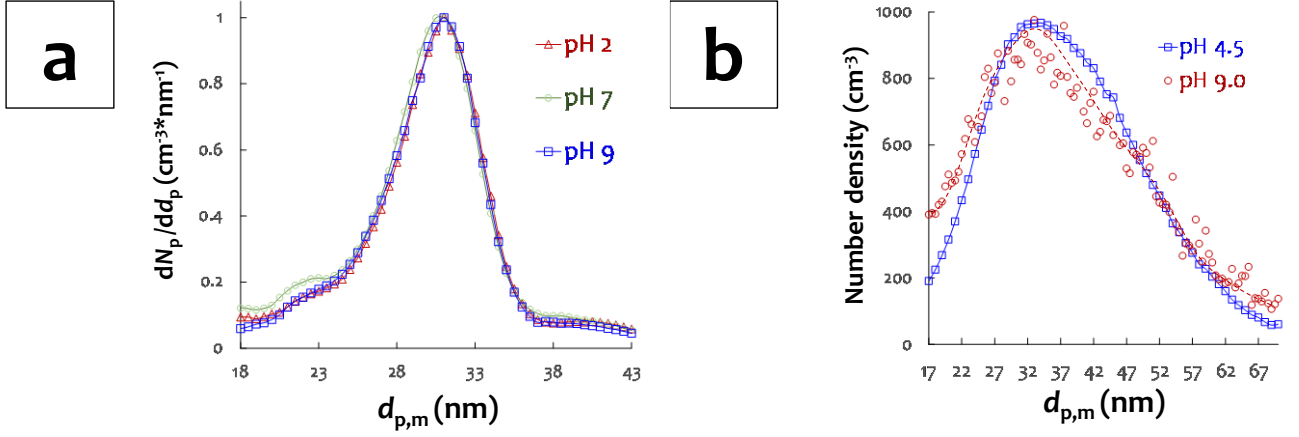 a
dNp/ddp (cm-3*nm-1)
1
0.8
0.6
0.4
0.2
0
18
23
28
33
38
43
dp,m (nm)
pH 2
pH 7
pH 9
b
Number density (cm-3)
1000
800
600
400
200
0
17
22
27
32
37
42
47
52
57
62
67
dp,m (nm)
pH 4.5
pH 9.0